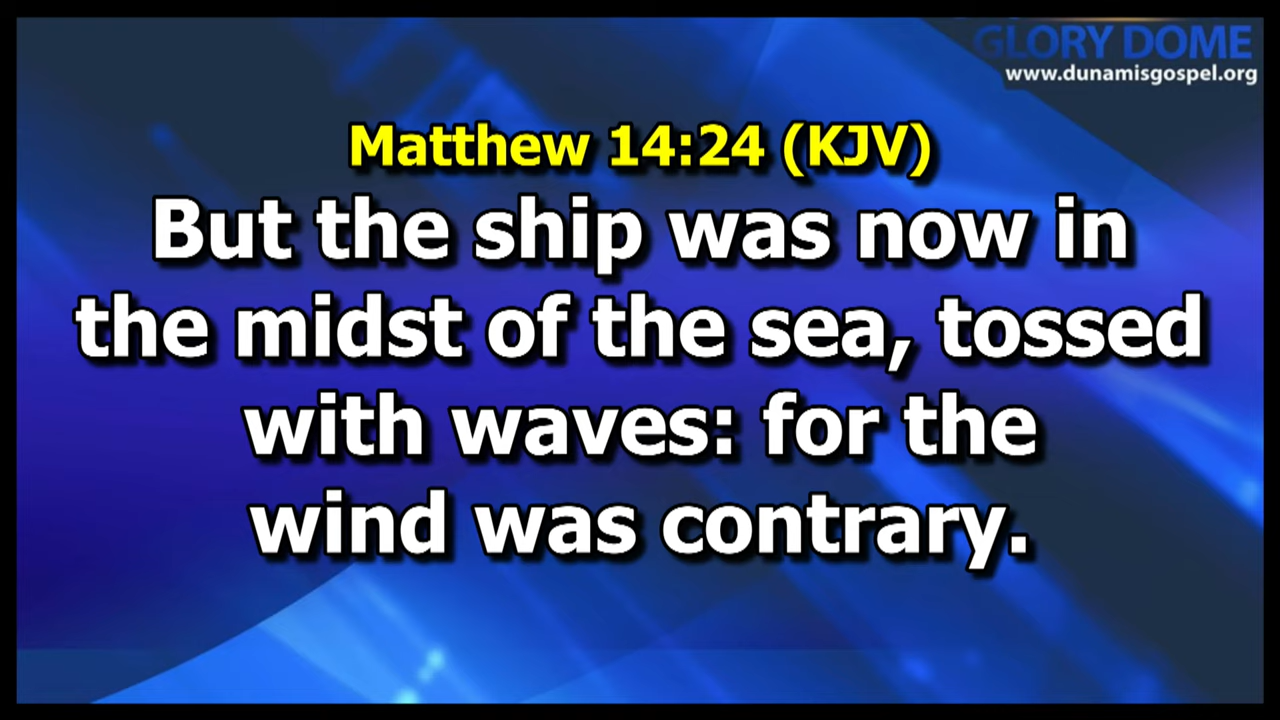 GLORY DOME
www.dunamisgospel.org
Matthew 14:24 (KJV)
But the ship was now in
the midst of the sea, tossed
with waves: for the
wind was contrary.